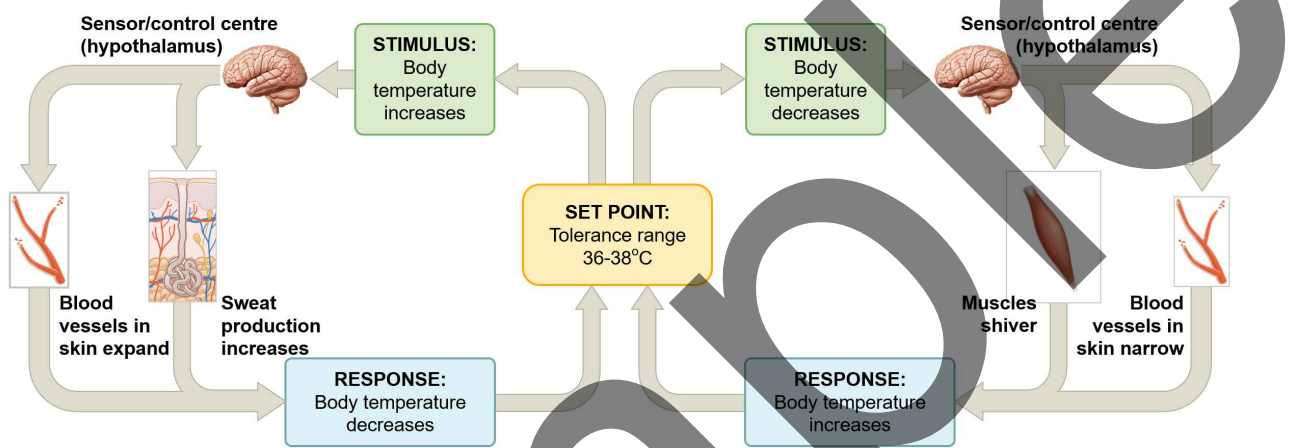 Sensor/control centre
(hypothalamus)
STIMULUS:
Body
temperature
increases
STIMULUS:
Body
temperature
decreases
Sensor/control centre
(hypothalamus)
SET POINT:
Tolerance range
36-38°C
Blood
vessels in
skin expand
Sweat
production
increases
Muscles
shiver
Blood
vessels in
skin narrow
RESPONSE:
Body temperature
decreases
RESPONSE:
Body temperature
increases